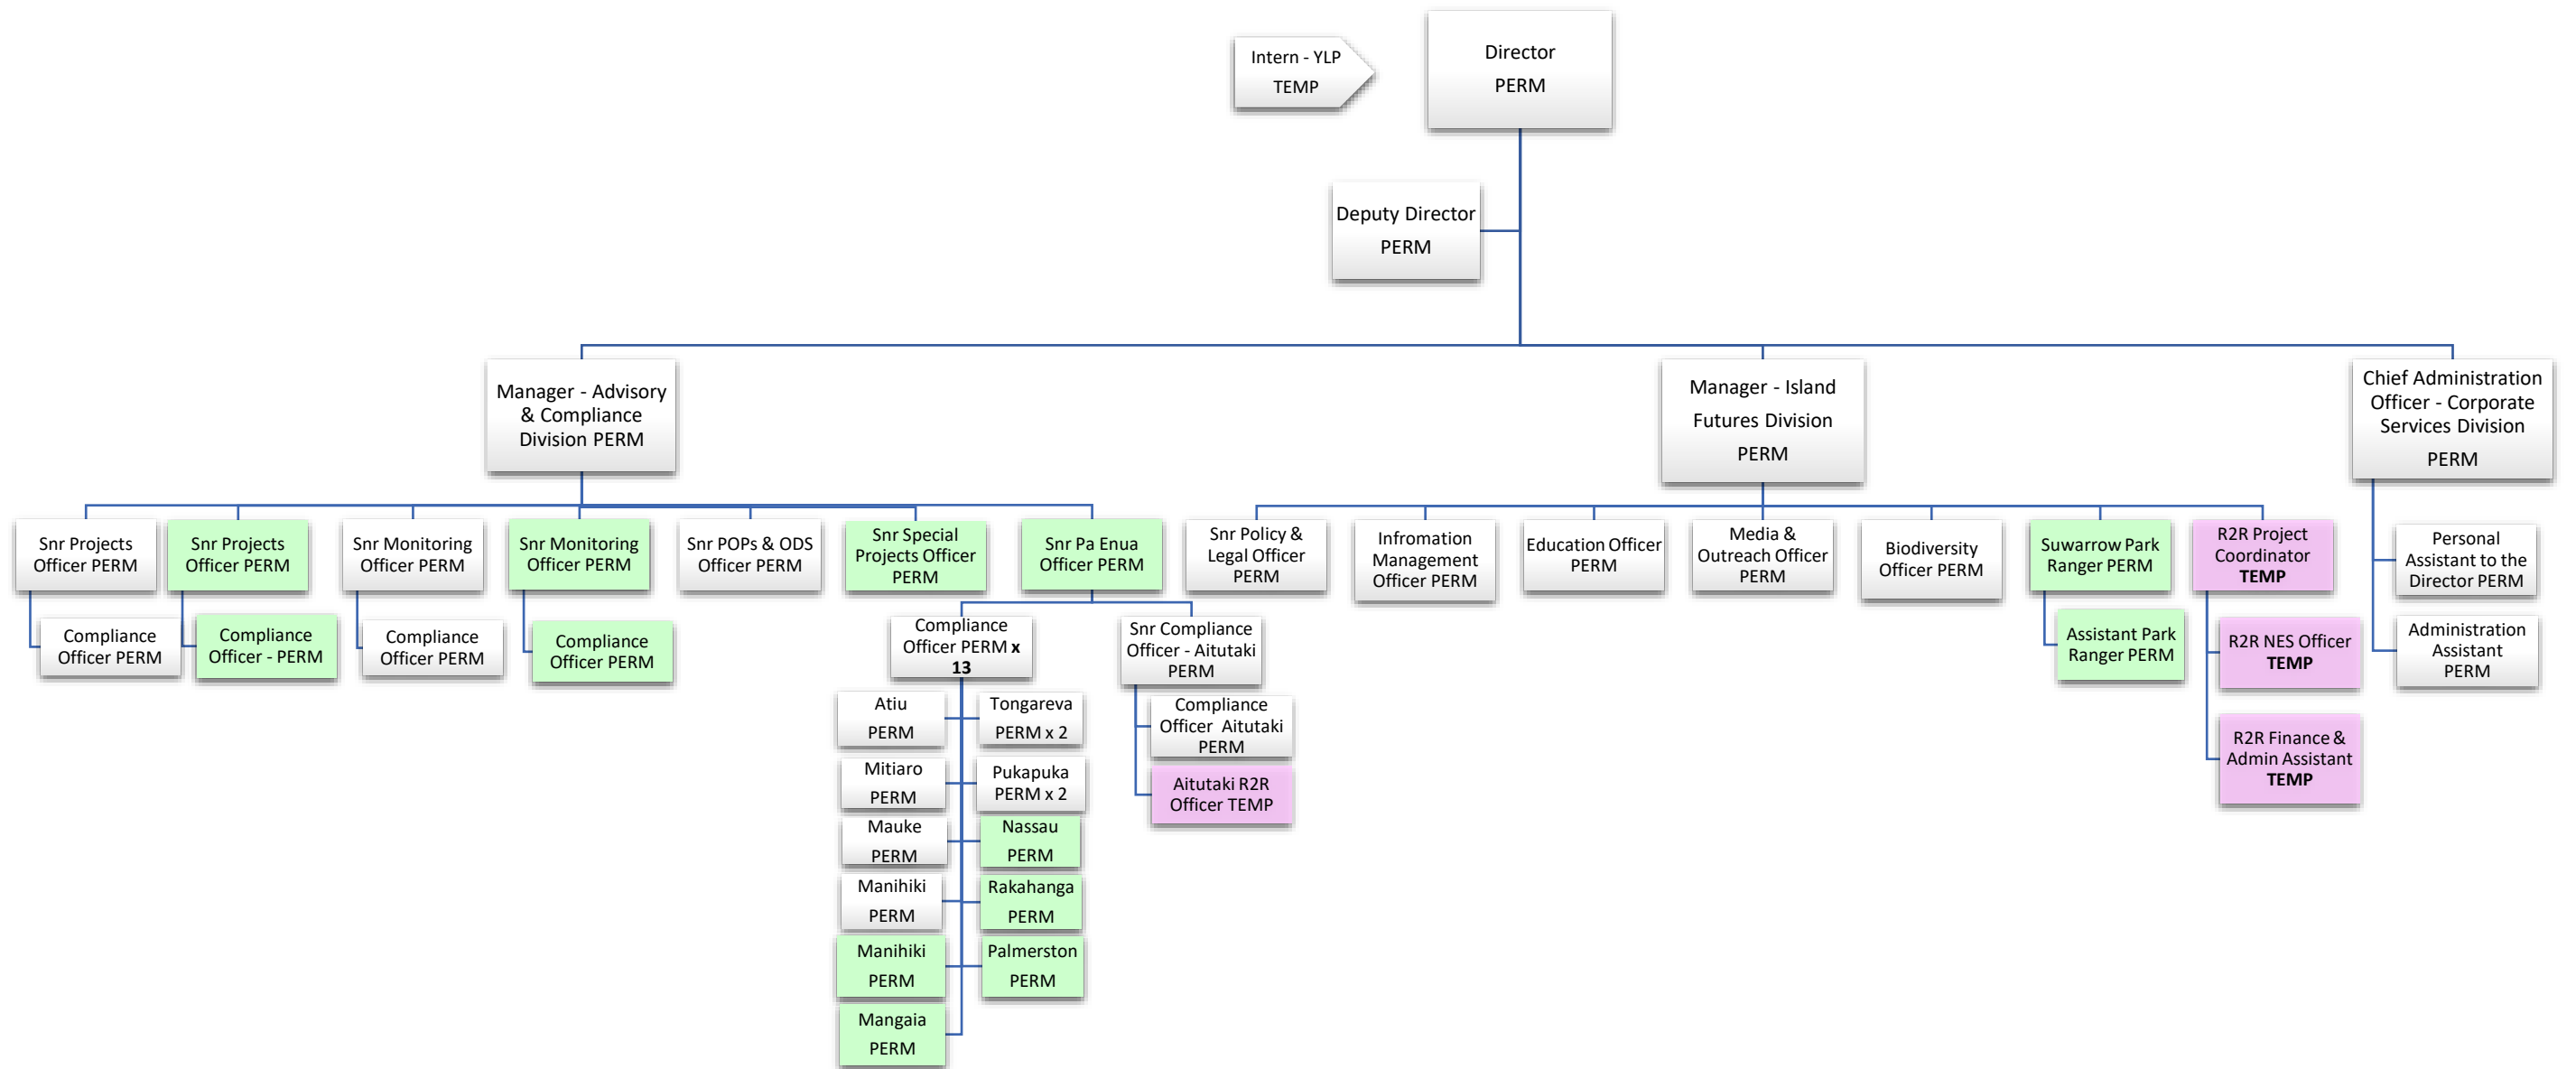 Intern - YLP
TEMP
Director
PERM
Deputy Director
PERM
Manager - Advisory
& Compliance
Division PERM
Manager - Island
Futures Division
PERM
Chief Administration
Officer - Corporate
Services Division
PERM
Snr Projects
Officer PERM
Snr Projects
Officer PERM
Snr Monitoring
Officer PERM
Snr Monitoring
Officer PERM
Snr POPs & ODS
Officer PERM
Snr Special
Projects Officer
PERM
Snr Pa Enua
Officer PERM
Snr Policy &
Legal Officer
PERM
Infromation
Management
Officer PERM
Education Officer
PERM
Media &
Outreach Officer
PERM
Biodiversity
Officer PERM
Suwarrow Park
Ranger PERM
R2R Project
Coordinator
TEMP
Personal
Assistant to the
Director PERM
Compliance
Officer PERM
Compliance
Officer - PERM
Compliance
Officer PERM
Compliance
Officer PERM
Compliance
Officer PERM x
13
Snr Compliance
Officer - Aitutaki
PERM
Assistant Park
Ranger PERM
R2R NES Officer
TEMP
Administration
Assistant
PERM
Atiu
PERM
Tongareva
PERM x 2
Compliance
Officer Aitutaki
PERM
R2R Finance &
Admin Assistant
TEMP
Mitiaro
PERM
Pukapuka
PERM x 2
Aitutaki R2R
Officer TEMP
Mauke
PERM
Nassau
PERM
Manihiki
PERM
Rakahanga
PERM
Manihiki
PERM
Palmerston
PERM
Mangaia
PERM